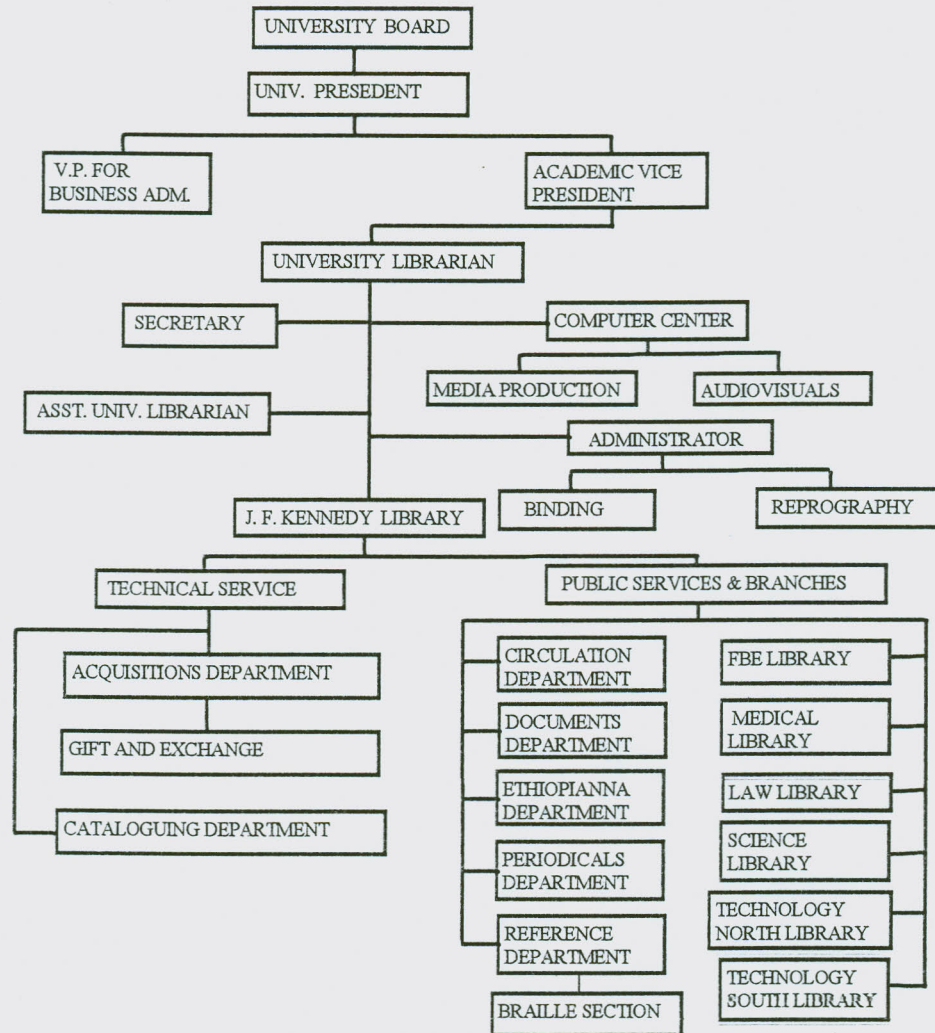 UNIVERSITY BOARD
UNIV. PRESEDENT
V.P. FOR
BUSINESS ADM.
ACADEMIC VICE
PRESIDENT
UNIVERSITY LIBRARIAN
SECRETARY
COMPUTER CENTER
MEDIA PRODUCTION
AUDIOVISUALS
ASST. UNIV. LIBRARIAN
ADMINISTRATOR
BINDING
REPROGRAPHY
J. F. KENNEDY LIBRARY
TECHNICAL SERVICE
PUBLIC SERVICES & BRANCHES
ACQUISITIONS DEPARTMENT
GIFT AND EXCHANGE
CATALOGUING DEPARTMENT
CIRCULATION
DEPARTMENT
DOCUMENTS
DEPARTMENT
ETHIOPIANNA
DEPARTMENT
PERIODICALS
DEPARTMENT
REFERENCE
DEPARTMENT
BRAILLE SECTION
FBE LIBRARY
MEDICAL
LIBRARY
LAW LIBRARY
SCIENCE
LIBRARY
TECHNOLOGY
NORTH LIBRARY
TECHNOLOGY
SOUTH LIBRARY